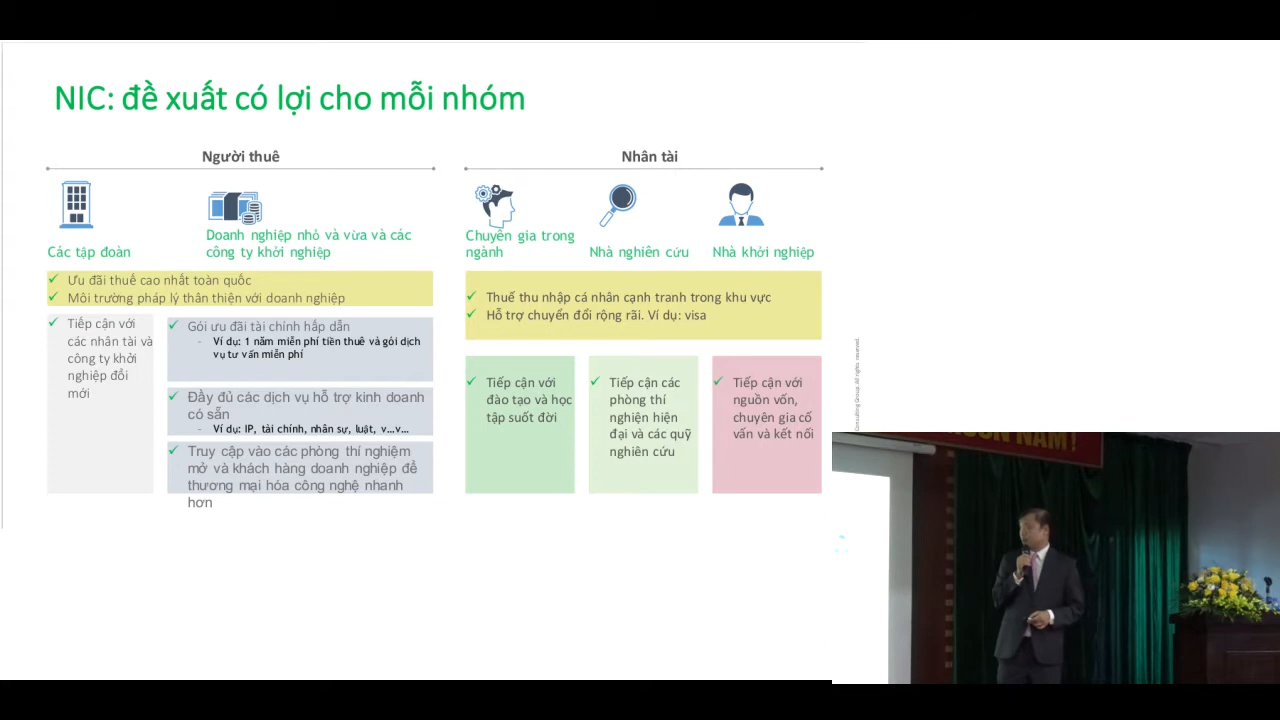 NIC: đề xuất có lợi cho mỗi nhóm
Người thuê
Nhân tài
Các tập đoàn
Doanh nghiệp nhỏ và vừa và các
công ty khởi nghiệp
Chuyên gia trong
ngành
Nhà nghiên cứu
Nhà khởi nghiệp
✓ Ưu đãi thuế cao nhất toàn quốc
✓ Môi trường pháp lý thân thiện với doanh nghiệp
✓ Tiếp cận với
các nhân tài và
công ty khởi
nghiệp đổi
mới
✓ Gói ưu đãi tài chính hấp dẫn
- Ví dụ: 1 năm miễn phí tiền thuê và gói dịch
vụ tư vấn miễn phí
✓ Đầy đủ các dịch vụ hỗ trợ kinh doanh
có sẵn
- Ví dụ: IP, tài chính, nhân sự, luật, v...v...
✓ Truy cập vào các phòng thí nghiệm
mở và khách hàng doanh nghiệp để
thương mại hóa công nghệ nhanh
hơn
✓ Thuế thu nhập cá nhân cạnh tranh trong khu vực
✓ Hỗ trợ chuyển đổi rộng rãi. Ví dụ: visa
✓ Tiếp cận với
đào tạo và học
tập suốt đời
✓ Tiếp cận các
phòng thí
nghiện hiện
đại và các quỹ
nghiên cứu
✓ Tiếp cận với
nguồn vốn,
chuyên gia cố
vấn và kết nối
Consulting Group. All rights reserved.
NĂM!